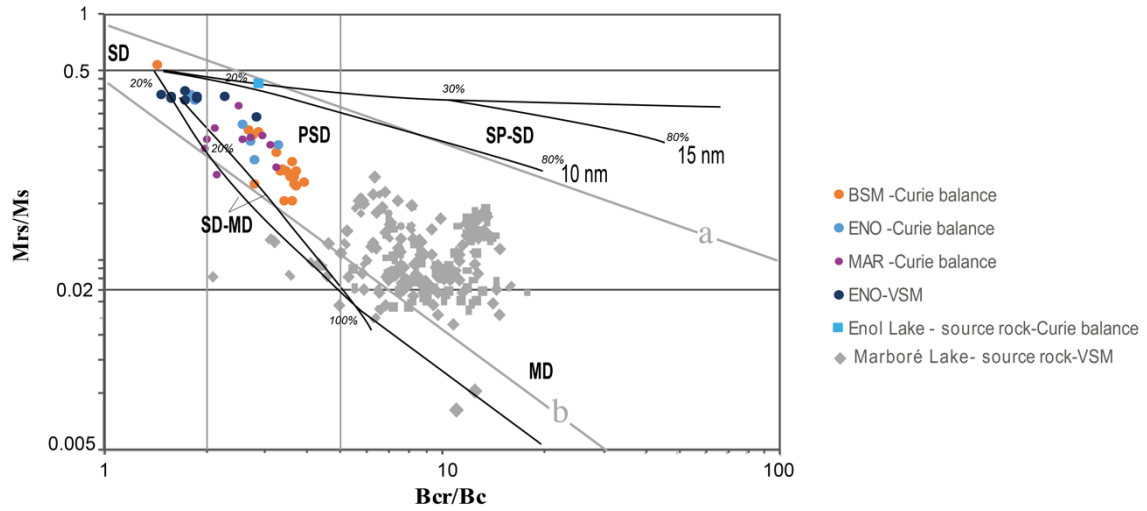 1
SD
0.5
20%
20%
30%
PSD
SP-SD
80%
15 nm
20%
80%
10 nm
SD-MD
a
Mrs/Ms
0.02
100%
MD
b
0.005
1
10
100
Bcr/Bc
BSM -Curie balance
ENO -Curie balance
MAR -Curie balance
ENO-VSM
Enol Lake - source rock-Curie balance
Marboré Lake- source rock-VSM